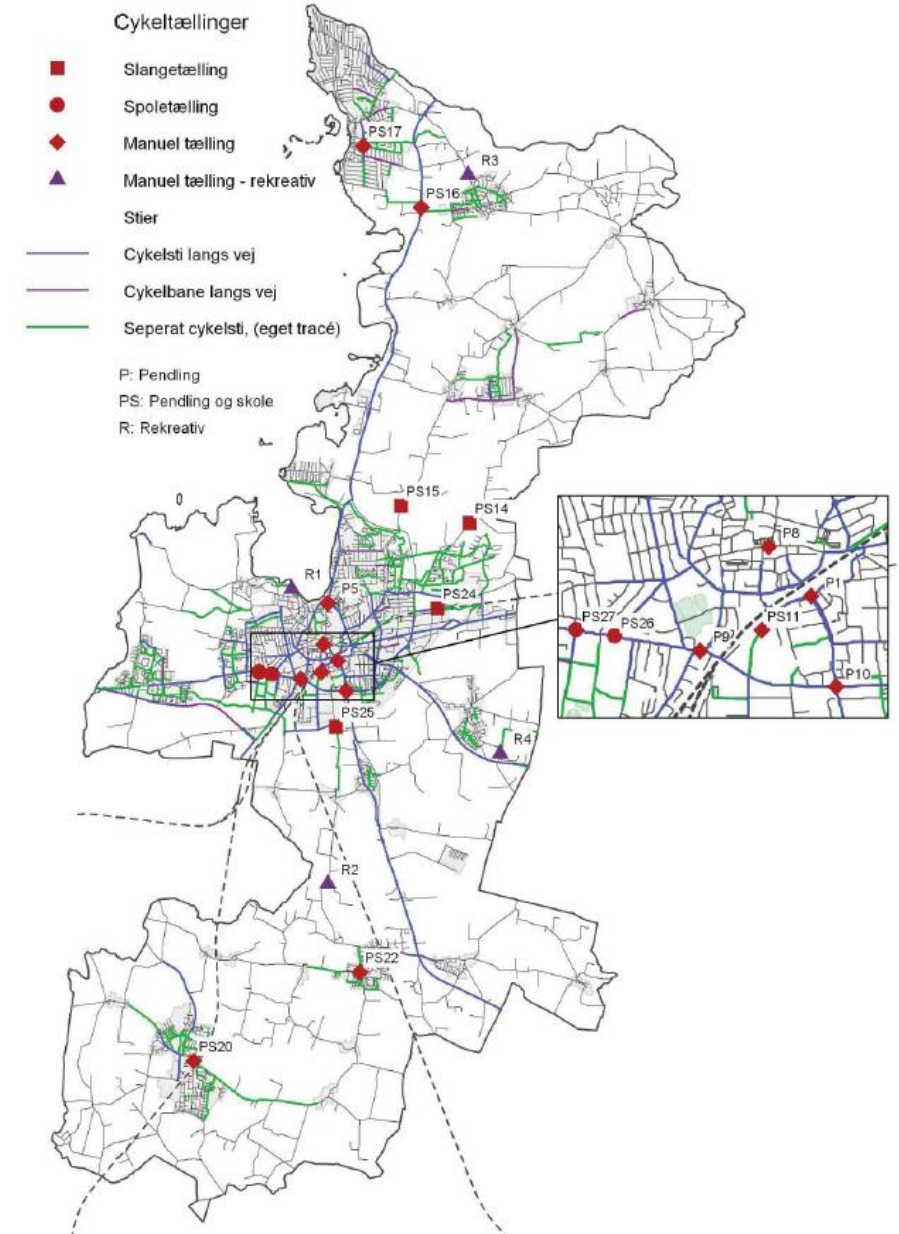 Cykeltællinger
Slangetælling
Spoletælling
Manuel tælling
Manuel tælling - rekreativ
Stier
Cykelsti langs vej
Cykelbane langs vej
Seperat cykelsti, (eget tracé)
P: Pendling
PS: Pendling og skole
R: Rekreativ
PS17
R3
PS16
PS15
PS14
R1
P5
PS24
PS25
R4
R2
PS22
PS20
P8
P1
PS27
PS26
PS11
P9
P10